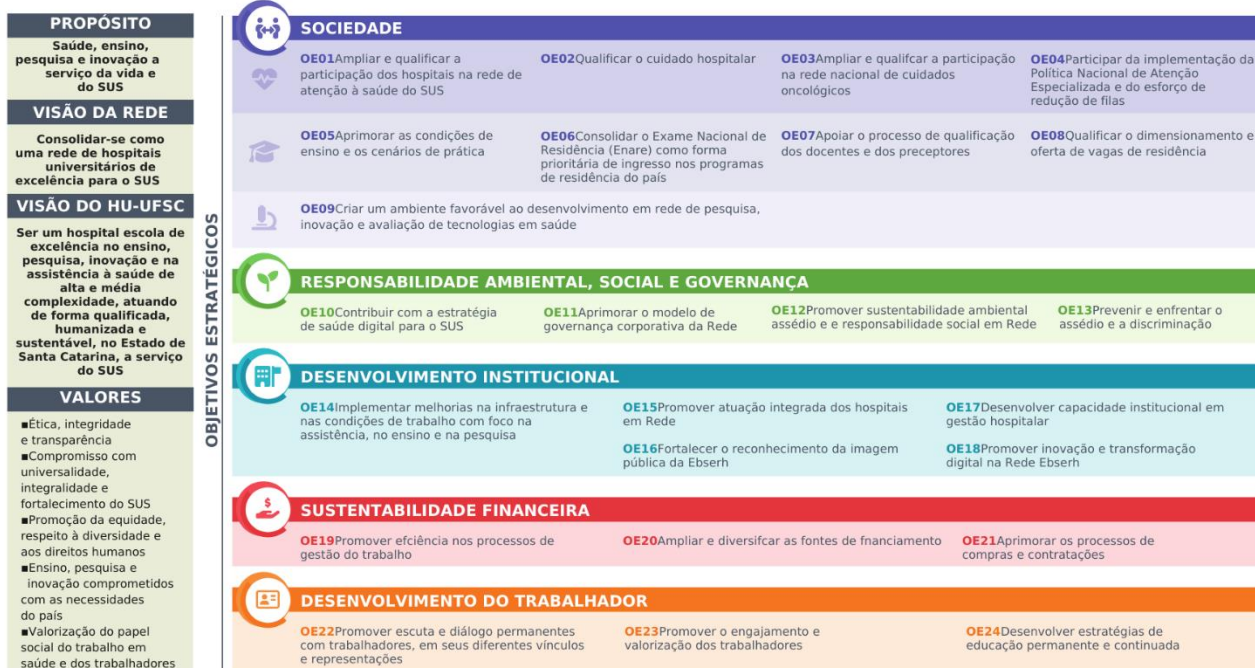 PROPÓSITO
Saúde, ensino,
pesquisa e inovação a
serviço da vida e
do SUS
VISÃO DA REDE
Consolidar-se como
uma rede de hospitais
universitários de
excelência para o SUS
VISÃO DO HU-UFSC
Ser um hospital escola de
excelência no ensino,
pesquisa, inovação e na
assistência à saúde de
alta e média
complexidade, atuando
de forma qualificada,
humanizada e
sustentável, no Estado de
Santa Catarina, a serviço
do SUS
VALORES
▪Ética, integridade
e transparência
▪Compromisso com
universalidade,
integralidade e
fortalecimento do SUS
▪Promoção da equidade,
respeito à diversidade e
aos direitos humanos
▪Ensino, pesquisa e
inovação comprometidos
com as necessidades
do país
▪Valorização do papel
social do trabalho em
saúde e dos trabalhadores
OBJETIVOS ESTRATÉGICOS
SOCIEDADE
OE01Ampliar e qualificar a
participação dos hospitais na rede de
atenção à saúde do SUS
OE02Qualificar o cuidado hospitalar
OE03Ampliar e qualifcar a participação
na rede nacional de cuidados
oncológicos
OE04Participar da implementação da
Política Nacional de Atenção
Especializada e do esforço de
redução de filas
OE05Aprimorar as condições de
ensino e os cenários de prática
OE06Consolidar o Exame Nacional de
Residência (Enare) como forma
prioritária de ingresso nos programas
de residência do país
OE07Apoiar o processo de qualificação
dos docentes e dos preceptores
OE08Qualificar o dimensionamento e
oferta de vagas de residência
OE09Criar um ambiente favorável ao desenvolvimento em rede de pesquisa,
inovação e avaliação de tecnologias em saúde
RESPONSABILIDADE AMBIENTAL, SOCIAL E GOVERNANÇA
OE10Contribuir com a estratégia
de saúde digital para o SUS
OE11Aprimorar o modelo de
governança corporativa da Rede
OE12Promover sustentabilidade ambiental
assédio e e responsabilidade social em Rede
OE13Prevenir e enfrentar o
assédio e a discriminação
DESENVOLVIMENTO INSTITUCIONAL
OE14Implementar melhorias na infraestrutura e
nas condições de trabalho com foco na
assistência, no ensino e na pesquisa
OE15Promover atuação integrada dos hospitais
em Rede
OE16Fortalecer o reconhecimento da imagem
pública da Ebserh
OE17Desenvolver capacidade institucional em
gestão hospitalar
OE18Promover inovação e transformação
digital na Rede Ebserh
SUSTENTABILIDADE FINANCEIRA
OE19Promover efciência nos processos de
gestão do trabalho
OE20Ampliar e diversifcar as fontes de fnanciamento
OE21Aprimorar os processos de
compras e contratações
DESENVOLVIMENTO DO TRABALHADOR
OE22Promover escuta e diálogo permanentes
com trabalhadores, em seus diferentes vínculos
e representações
OE23Promover o engajamento e
valorização dos trabalhadores
OE24Desenvolver estratégias de
educação permanente e continuada